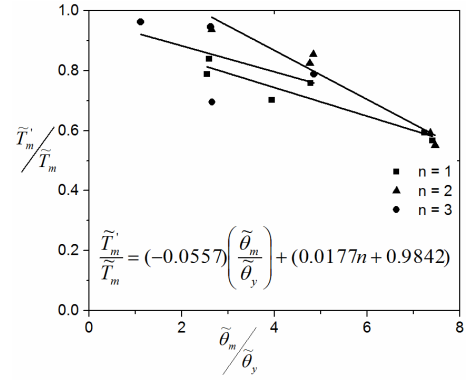 1.0
0.8
0.6
0.4
0.2
0.0
T̃'ₘ/T̃ₘ
n = 1
n = 2
n = 3
T̃'ₘ/T̃ₘ = (−0.0557)(θ̃ₘ/θ̃ᵧ) + (0.0177n + 0.9842)
0 2 4 6 8
θ̃ₘ/θ̃ᵧ